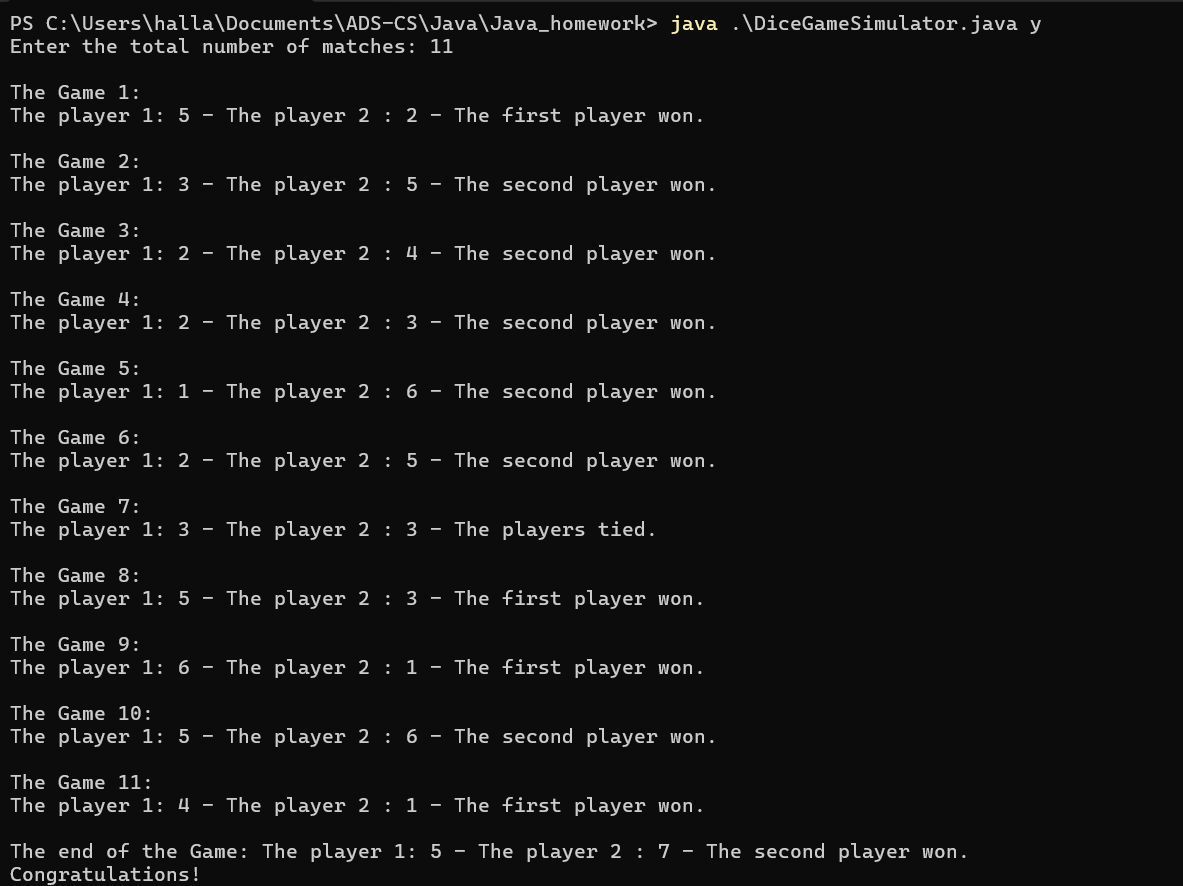 PS C:\Users\halla\Documents\ADS-CS\Java\Java_homework> java .\DiceGameSimulator.java y
Enter the total number of matches: 11
The Game 1:
The player 1: 5 - The player 2 : 2 - The first player won.
The Game 2:
The player 1: 3 - The player 2 : 5 - The second player won.
The Game 3:
The player 1: 2 - The player 2 : 4 - The second player won.
The Game 4:
The player 1: 2 - The player 2 : 3 - The second player won.
The Game 5:
The player 1: 1 - The player 2 : 6 - The second player won.
The Game 6:
The player 1: 2 - The player 2 : 5 - The second player won.
The Game 7:
The player 1: 3 - The player 2 : 3 - The players tied.
The Game 8:
The player 1: 5 - The player 2 : 3 - The first player won.
The Game 9:
The player 1: 6 - The player 2 : 1 - The first player won.
The Game 10:
The player 1: 5 - The player 2 : 6 - The second player won.
The Game 11:
The player 1: 4 - The player 2 : 1 - The first player won.
The end of the Game: The player 1: 5 - The player 2 : 7 - The second player won.
Congratulations!